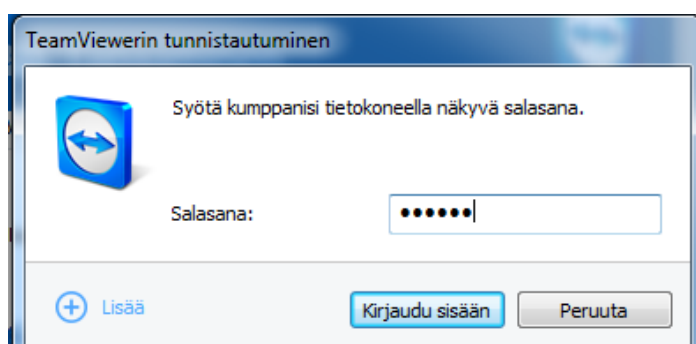 TeamViewerin tunnistautuminen
Syötä kumppanisi tietokoneella näkyvä salasana.
Salasana: ••••••
Lisää
Kirjaudu sisään
Peruuta